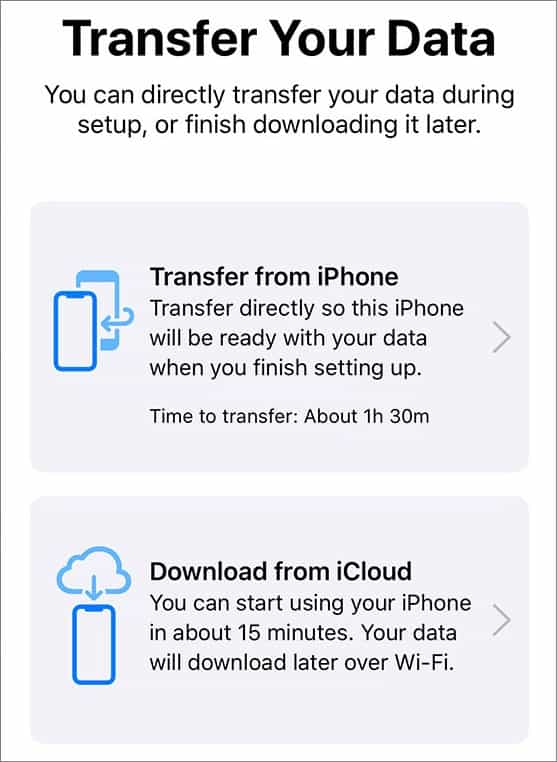 Transfer Your Data
You can directly transfer your data during
setup, or finish downloading it later.
Transfer from iPhone
Transfer directly so this iPhone
will be ready with your data
when you finish setting up.
Time to transfer: About 1h 30m
Download from iCloud
You can start using your iPhone
in about 15 minutes. Your data
will download later over Wi-Fi.